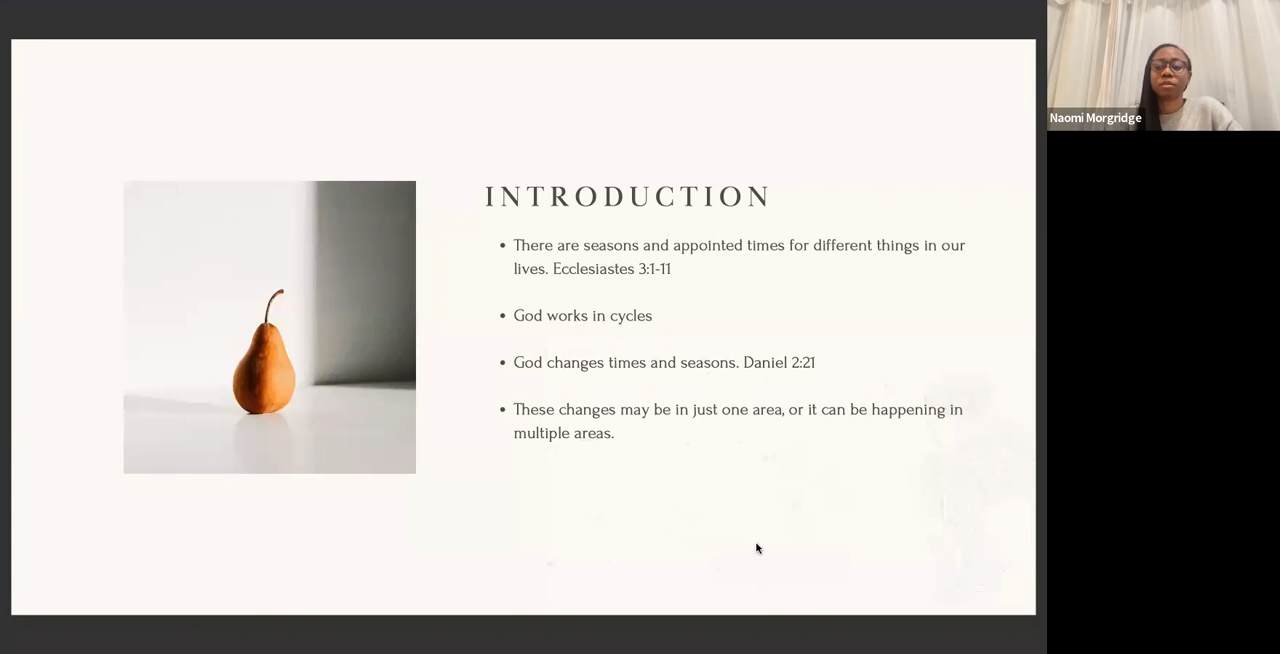 INTRODUCTION
• There are seasons and appointed times for different things in our
lives. Ecclesiastes 3:1-11
• God works in cycles
• God changes times and seasons. Daniel 2:21
• These changes may be in just one area, or it can be happening in
multiple areas.
Naomi Morgridge